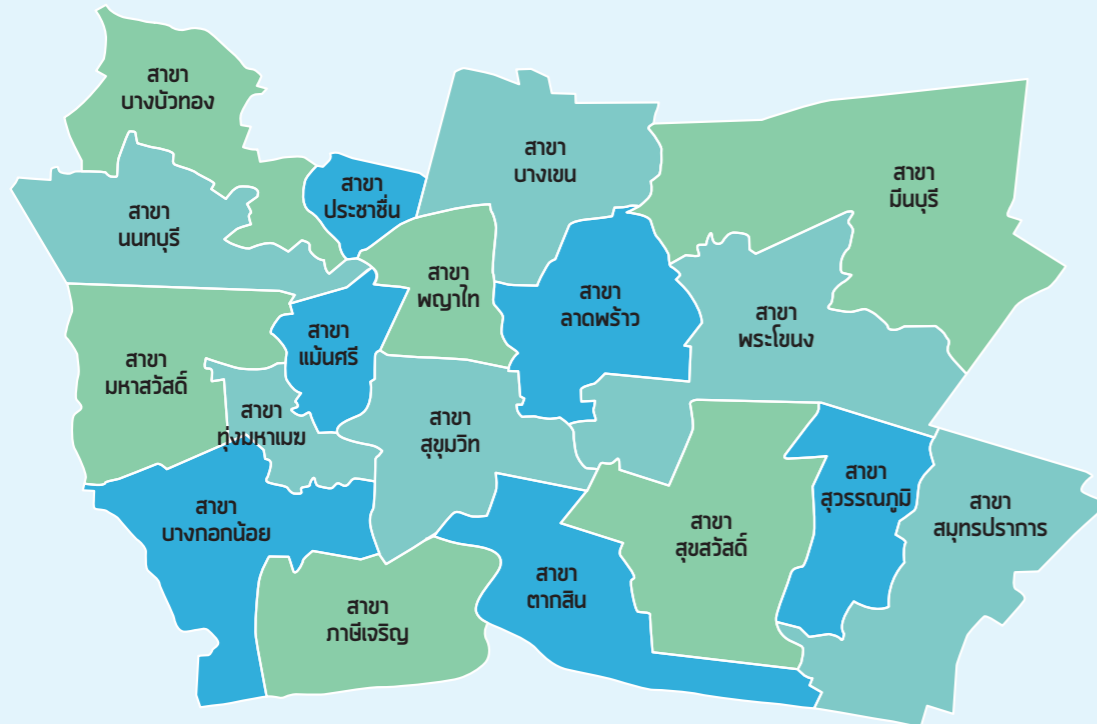 สาขา
บางบัวทอง
สาขา
ประชาชื่น
สาขา
บางเขน
สาขา
มีนบุรี
สาขา
นนทบุรี
สาขา
พญาไท
สาขา
ลาดพร้าว
สาขา
พระโขนง
สาขา
แม้นศรี
สาขา
มหาสวัสดิ์
สาขา
ทุ่งมหาเมฆ
สาขา
สุขุมวิท
สาขา
สุวรรณภูมิ
สาขา
สมุทรปราการ
สาขา
บางกอกน้อย
สาขา
สุขสวัสดิ์
สาขา
ตากสิน
สาขา
ภาษีเจริญ